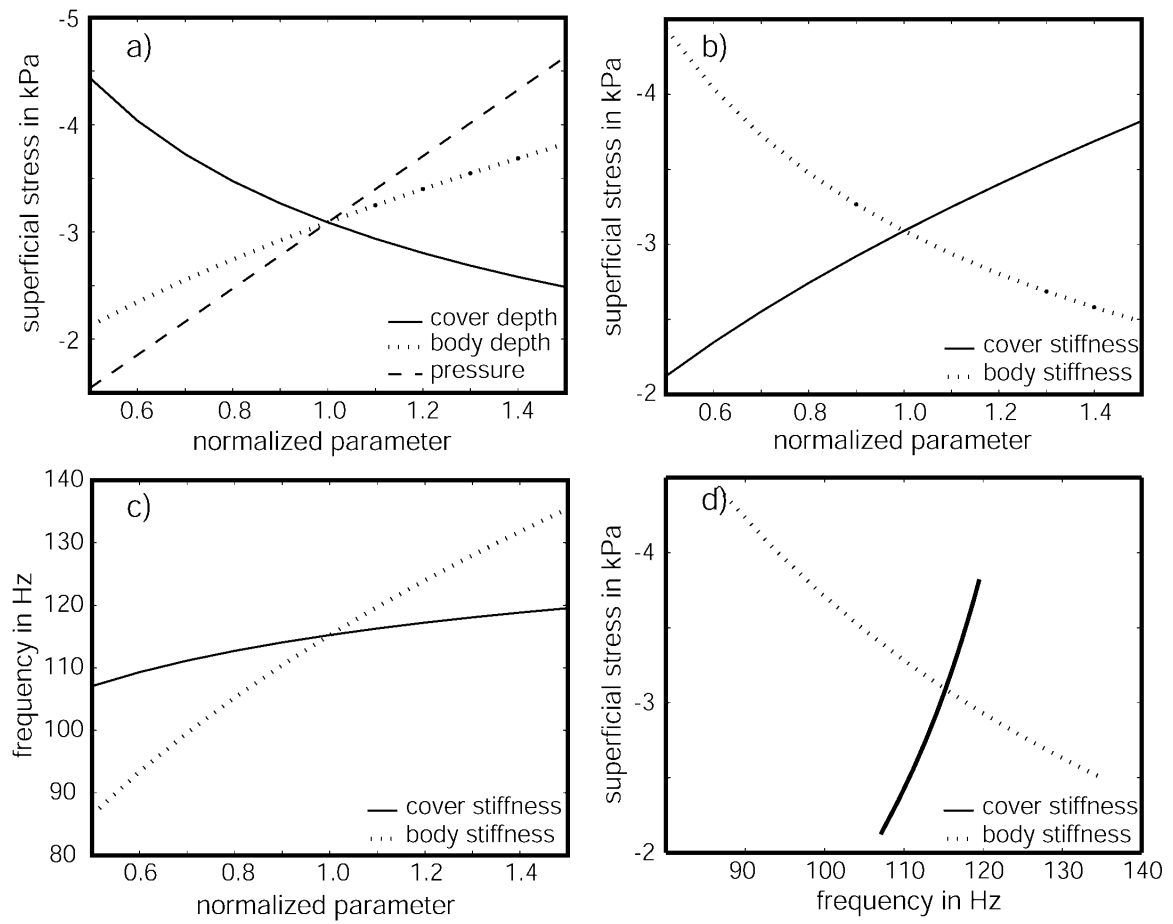 a)
superficial stress in kPa
-5
-4
-3
-2
cover depth
body depth
pressure
0.6 0.8 1.0 1.2 1.4
normalized parameter
b)
superficial stress in kPa
-4
-3
-2
cover stiffness
body stiffness
0.6 0.8 1.0 1.2 1.4
normalized parameter
c)
frequency in Hz
140
130
120
110
100
90
80
cover stiffness
body stiffness
0.6 0.8 1.0 1.2 1.4
normalized parameter
d)
superficial stress in kPa
-4
-3
-2
cover stiffness
body stiffness
90 100 110 120 130 140
frequency in Hz